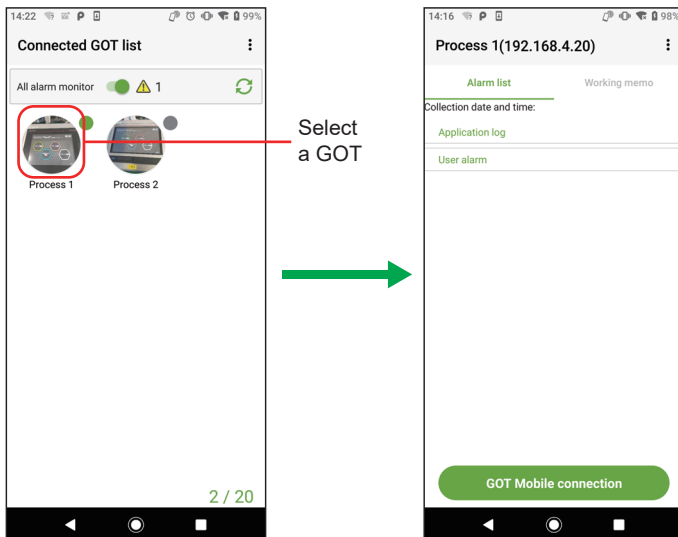 14:22 99%
Connected GOT list
All alarm monitor 1
Process 1 Process 2
2 / 20
Select
a GOT
14:16 98%
Process 1(192.168.4.20)
Alarm list Working memo
Collection date and time:
Application log
User alarm
GOT Mobile connection